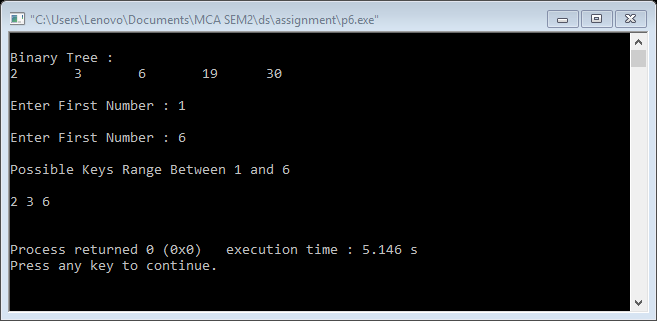 "C:\Users\Lenovo\Documents\MCA SEM2\ds\assignment\p6.exe"
Binary Tree :
2       3       6       19      30
Enter First Number : 1
Enter First Number : 6
Possible Keys Range Between 1 and 6
2 3 6
Process returned 0 (0x0)   execution time : 5.146 s
Press any key to continue.